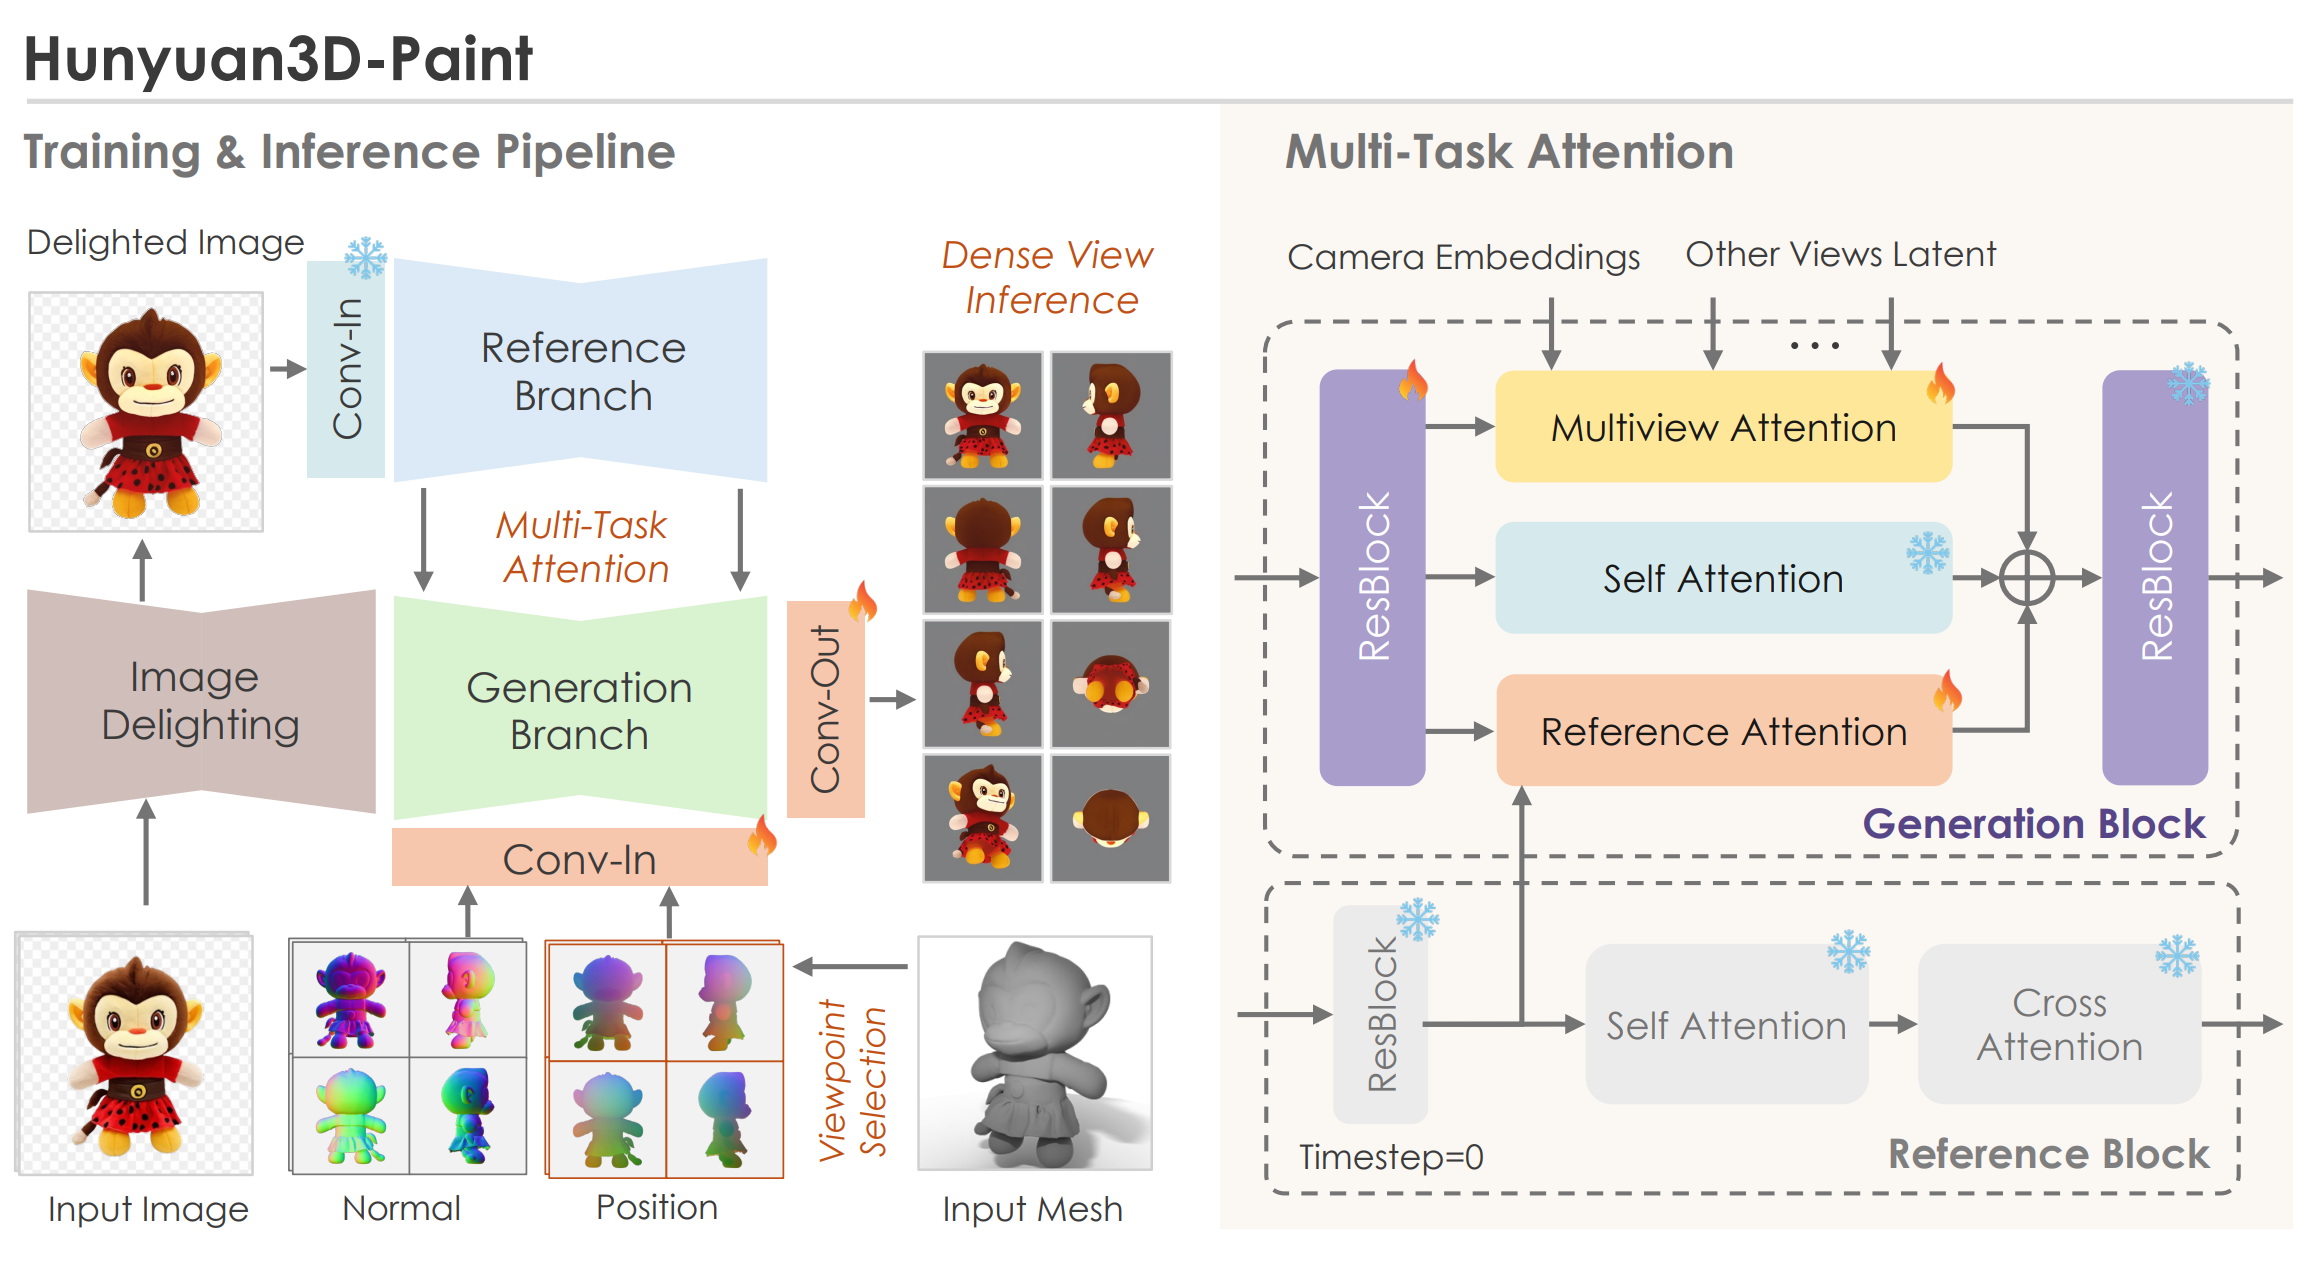 Hunyuan3D-Paint
Training & Inference Pipeline
Delighted Image
Conv-In
Reference
Branch
Multi-Task
Attention
Image
Delighting
Generation
Branch
Conv-Out
Conv-In
Dense View
Inference
Viewpoint
Selection
Input Image
Normal
Position
Input Mesh
Multi-Task Attention
Camera Embeddings
Other Views Latent
...
ResBlock
Multiview Attention
Self Attention
Reference Attention
ResBlock
Generation Block
ResBlock
Self Attention
Cross
Attention
Timestep=0
Reference Block